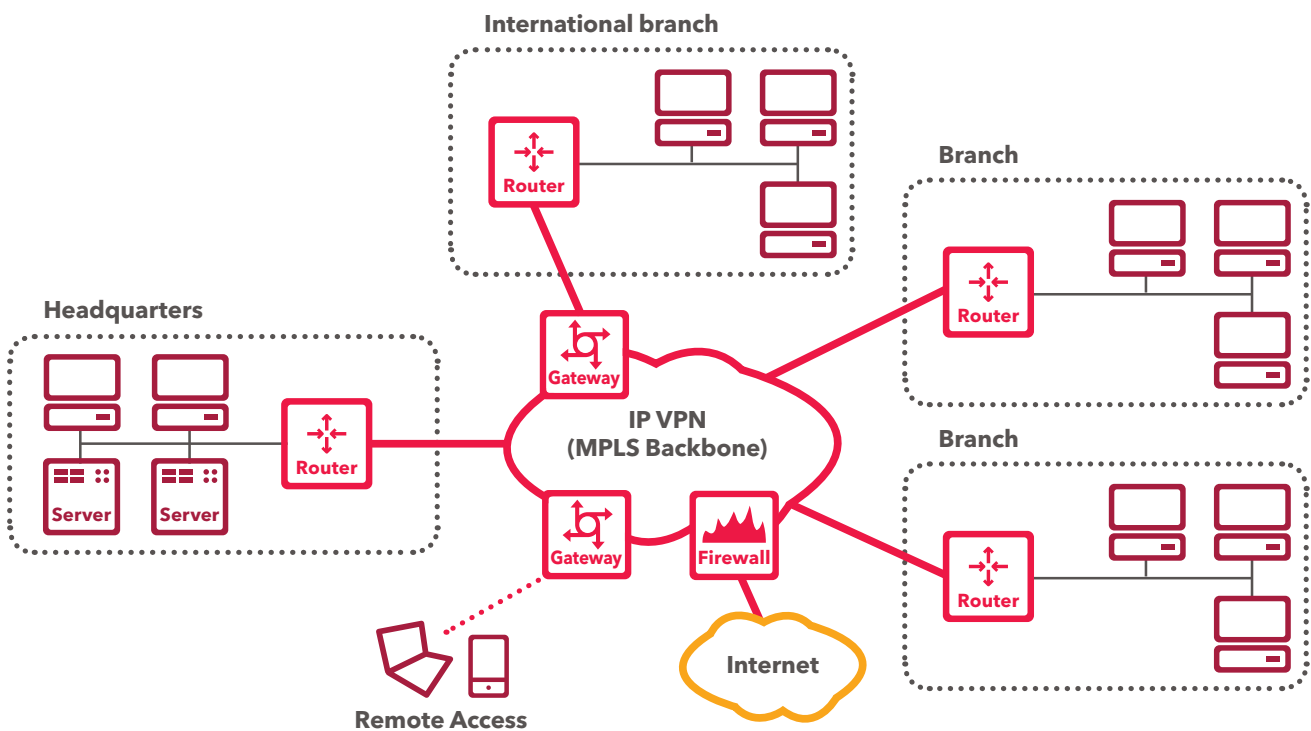 International branch
Router
Branch
Router
Headquarters
Router
Server
Server
Gateway
IP VPN
(MPLS Backbone)
Gateway
Firewall
Branch
Router
Internet
Remote Access